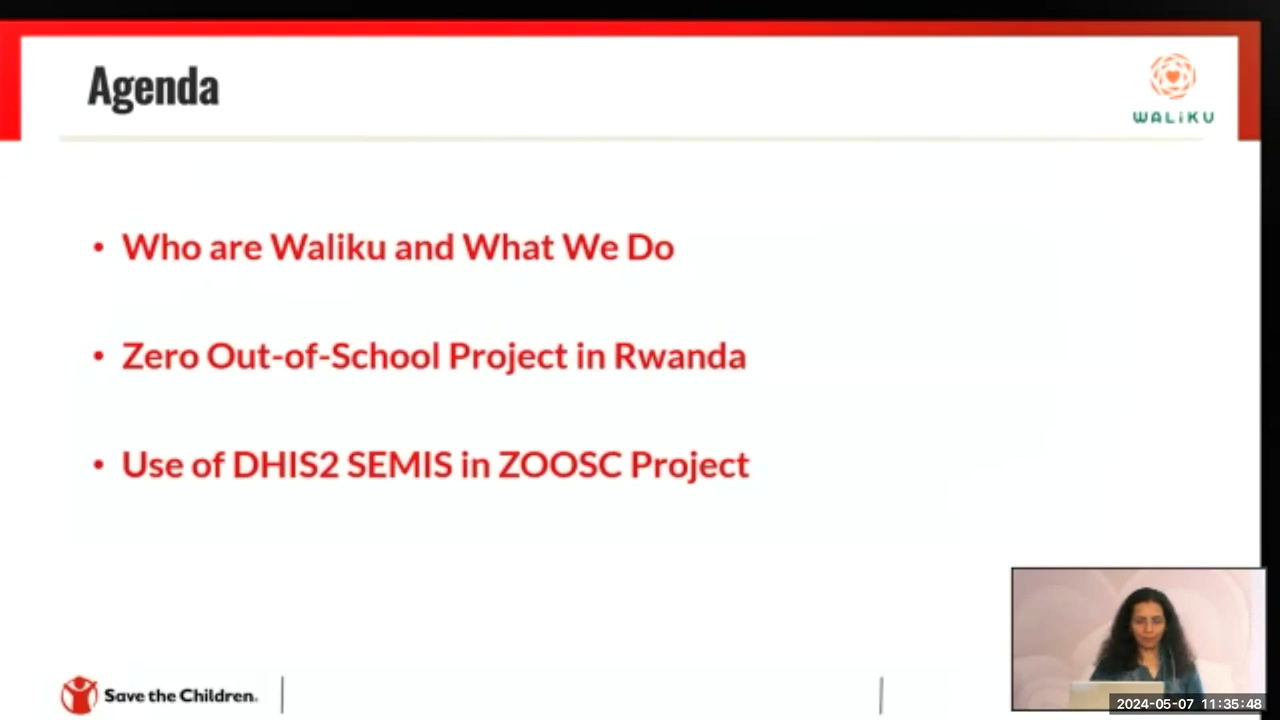 Agenda
WALIKU
• Who are Waliku and What We Do
• Zero Out-of-School Project in Rwanda
• Use of DHIS2 SEMIS in ZOOSC Project
Save the Children.
2024-05-07 11:35:48